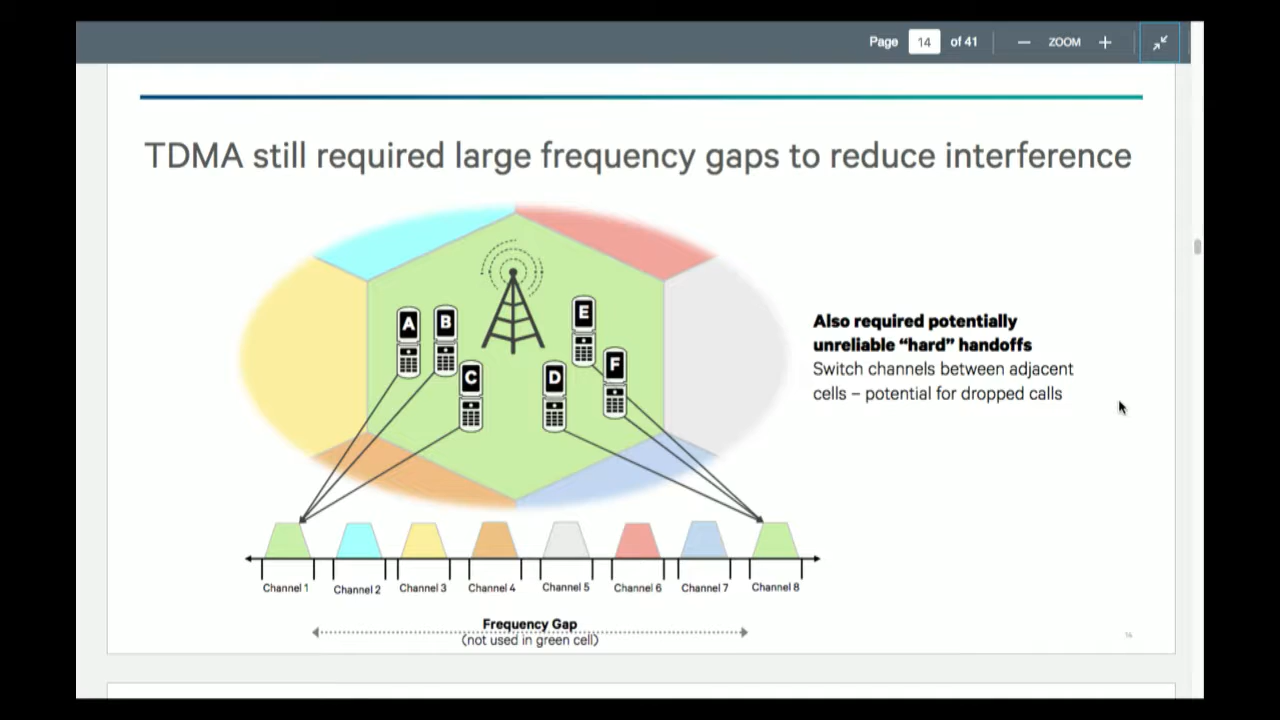 Page 14 of 41 ZOOM
TDMA still required large frequency gaps to reduce interference
A
B
C
D
E
F
Also required potentially
unreliable “hard” handoffs
Switch channels between adjacent
cells – potential for dropped calls
Channel 1 Channel 2 Channel 3 Channel 4 Channel 5 Channel 6 Channel 7 Channel 8
Frequency Gap
(not used in green cell)
14